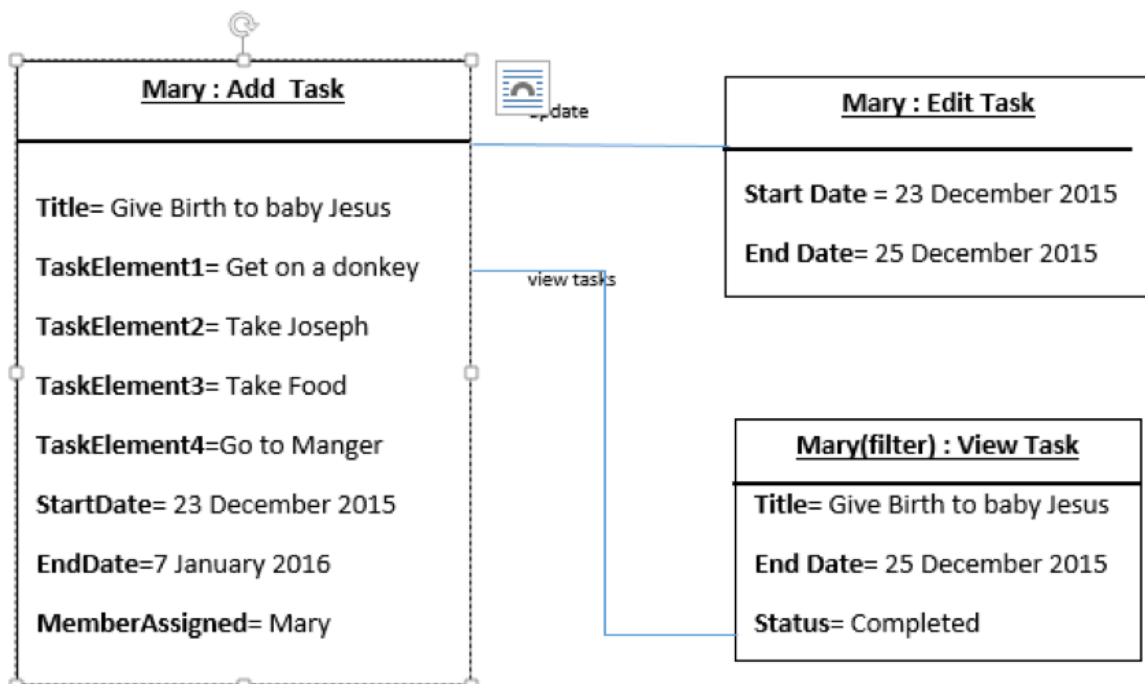 Mary : Add Task
Title= Give Birth to baby Jesus
TaskElement1= Get on a donkey
TaskElement2= Take Joseph
TaskElement3= Take Food
TaskElement4=Go to Manger
StartDate= 23 December 2015
EndDate=7 January 2016
MemberAssigned= Mary
update
view tasks
Mary : Edit Task
Start Date = 23 December 2015
End Date= 25 December 2015
Mary(filter) : View Task
Title= Give Birth to baby Jesus
End Date= 25 December 2015
Status= Completed